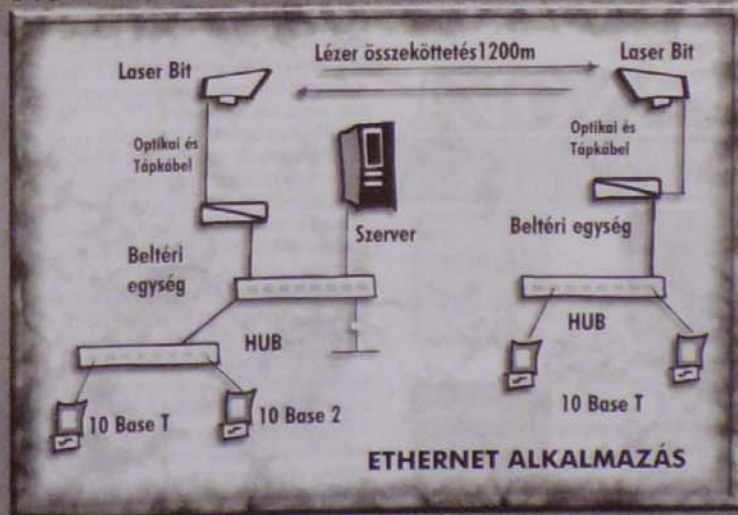 Laser Bit
Lézer összeköttetés1200m
Laser Bit
Optikai és
Tápkábel
Optikai és
Tápkábel
Szerver
Beltéri egység
Beltéri
egység
HUB
HUB
10 Base T
10 Base 2
10 Base T
ETHERNET ALKALMAZÁS